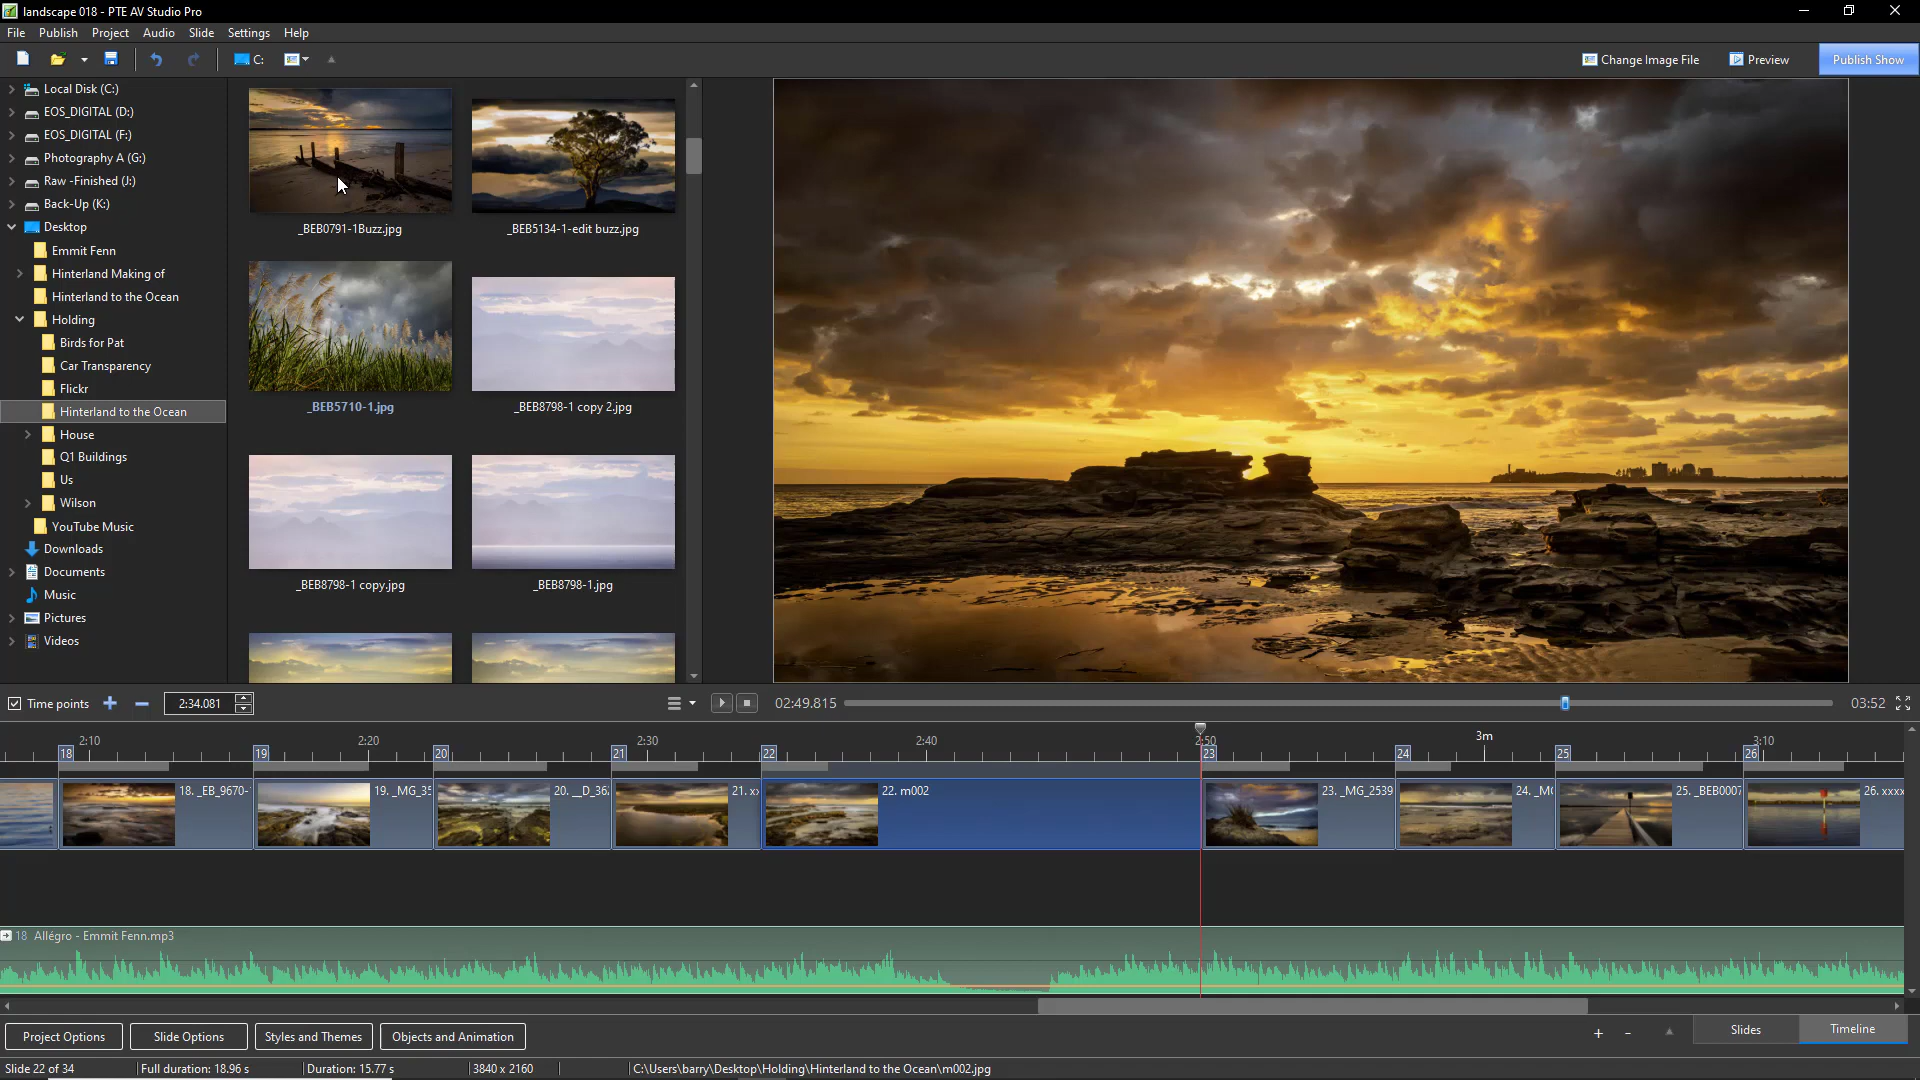 landscape 018 - PTE AV Studio Pro
File Publish Project Audio Slide Settings Help
C: Change Image File Preview Publish Show
Local Disk (C:)
EOS_DIGITAL (D:)
EOS_DIGITAL (F:)
Photography A (G:)
Raw -Finished (J:)
Back-Up (K:)
Desktop
Emmit Fenn
Hinterland Making of
Hinterland to the Ocean
Holding
Birds for Pat
Car Transparency
Flickr
Hinterland to the Ocean
House
Q1 Buildings
Us
Wilson
YouTube Music
Downloads
Documents
Music
Pictures
Videos
_BEB0791-1Buzz.jpg _BEB5134-1-edit buzz.jpg
_BEB5710-1.jpg _BEB8798-1 copy 2.jpg
_BEB8798-1 copy.jpg _BEB8798-1.jpg
Time points 2:34.081 02:49.815 03:52
2:10 2:20 2:30 2:40 2:50 3m 3:10
18 19 20 21 22 23 24 25 26
18. _EB_9670- 19. _MG_35 20. __D_362 21. x 22. m002 23. _MG_2539 24. _M 25. _BEB0007 26. xxxx
18 Allégro - Emmit Fenn.mp3
Project Options Slide Options Styles and Themes Objects and Animation Slides Timeline
Slide 22 of 34 Full duration: 18.96 s Duration: 15.77 s 3840 x 2160 C:\Users\barry\Desktop\Holding\Hinterland to the Ocean\m002.jpg